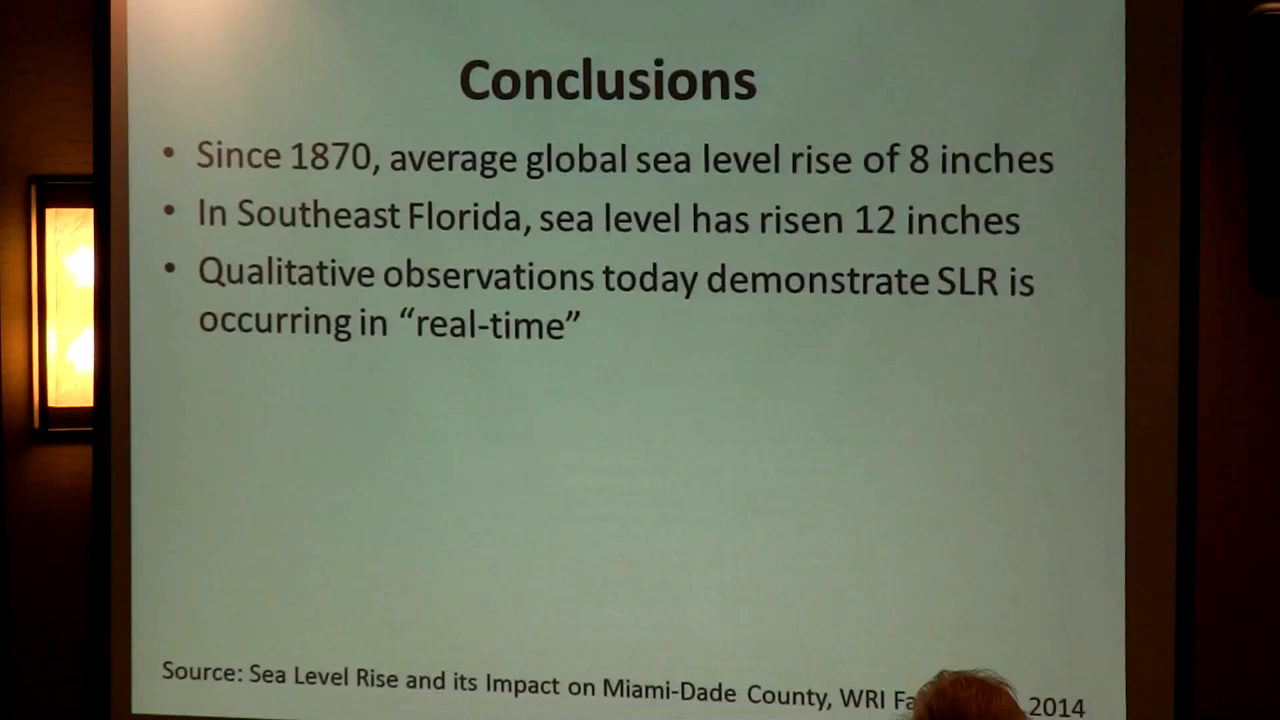 Conclusions
• Since 1870, average global sea level rise of 8 inches
• In Southeast Florida, sea level has risen 12 inches
• Qualitative observations today demonstrate SLR is
occurring in “real-time”
Source: Sea Level Rise and its Impact on Miami-Dade County, WRI 2014